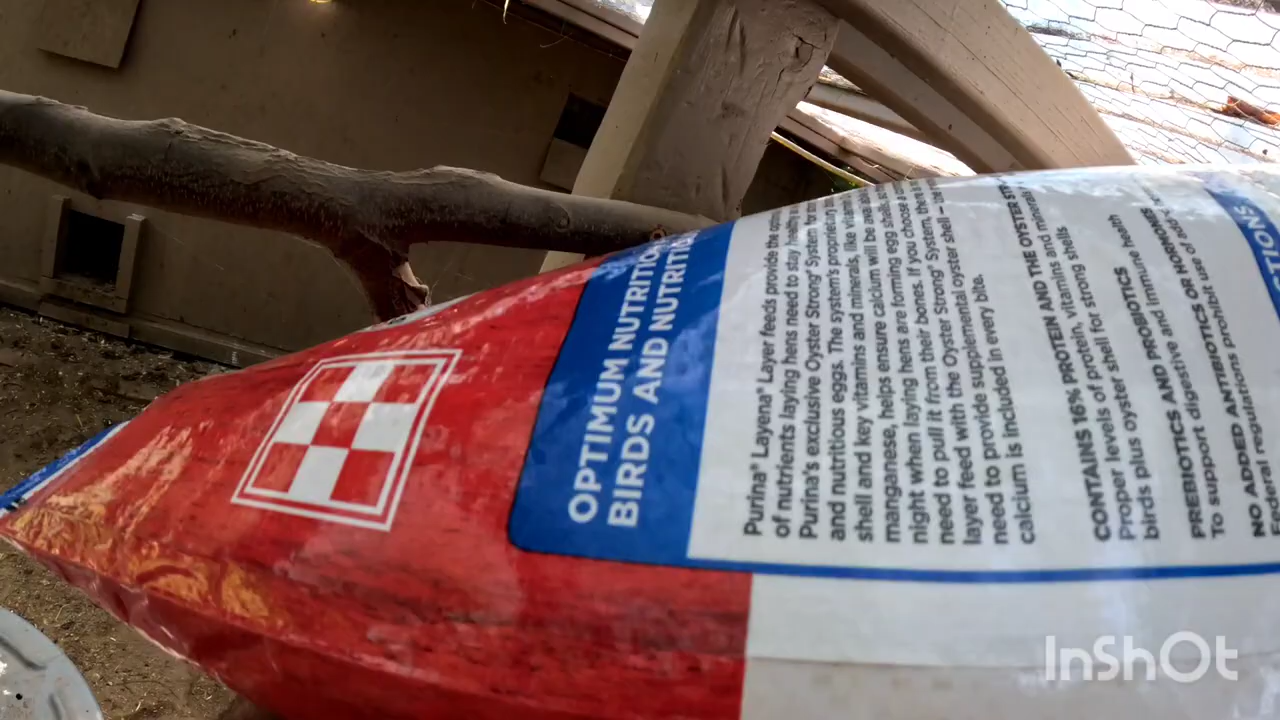 OPTIMUM NUTRITIO
BIRDS AND NUTRITI
Purina® Layena® Layer feeds provide the
of nutrients laying hens need to stay healthy
Purina's exclusive Oyster Strong® System
and nutritious eggs. The system's proprietary
shell and key vitamins and minerals, like vitamin
manganese, helps ensure calcium will be
night when laying hens are forming egg shells,
need to pull it from their bones. If you choose a
layer feed with the Oyster Strong® System, there
need to provide supplemental oyster shell – the
calcium is included in every bite.
CONTAINS 16% PROTEIN AND THE OYSTER
Proper levels of protein, vitamins and minerals
birds plus oyster shell for strong shells
PREBIOTICS AND PROBIOTICS
To support digestive and immune health
NO ADDED ANTIBIOTICS OR HORMONES
Federal regulations prohibit use of
CTIONS
InShOt